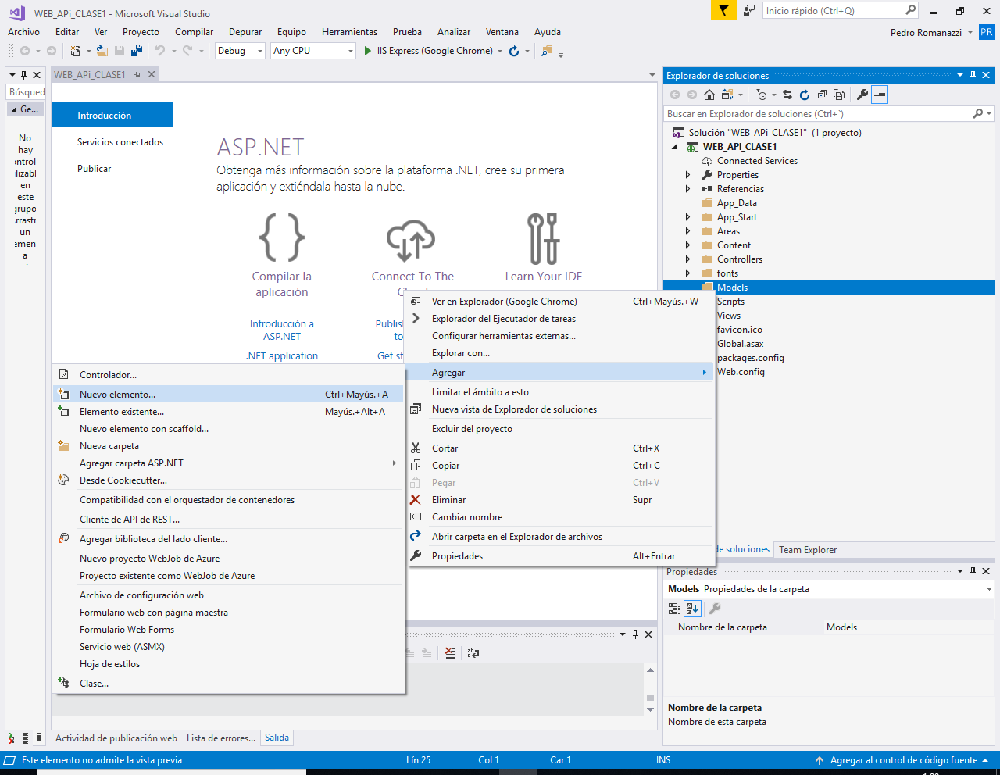 WEB_APi_CLASE1 - Microsoft Visual Studio
Inicio rápido (Ctrl+Q)
Archivo Editar Ver Proyecto Compilar Depurar Equipo Herramientas Prueba Analizar Ventana Ayuda
Pedro Romanazzi PR
Debug Any CPU IIS Express (Google Chrome)
WEB_APi_CLASE1
Búsqued
Ge...
No
hay
en
este
un
a
Introducción
Servicios conectados
Publicar
ASP.NET
Obtenga más información sobre la plataforma .NET, cree su primera
aplicación y extiéndala hasta la nube.
Compilar la
aplicación
Connect To The
Learn Your IDE
Introducción a
ASP.NET
.NET application
Publis
to
Get st
Explorador de soluciones
Buscar en Explorador de soluciones (Ctrl+`)
Solución "WEB_APi_CLASE1" (1 proyecto)
WEB_APi_CLASE1
Connected Services
Properties
Referencias
App_Data
App_Start
Areas
Content
Controllers
fonts
Models
Scripts
Views
favicon.ico
Global.asax
packages.config
Web.config
Ver en Explorador (Google Chrome) Ctrl+Mayús.+W
Explorador del Ejecutador de tareas
Configurar herramientas externas...
Explorar con...
Agregar
Limitar el ámbito a esto
Nueva vista de Explorador de soluciones
Excluir del proyecto
Cortar Ctrl+X
Copiar Ctrl+C
Pegar Ctrl+V
Eliminar Supr
Cambiar nombre
Abrir carpeta en el Explorador de archivos
Propiedades Alt+Entrar
Controlador...
Nuevo elemento... Ctrl+Mayús.+A
Elemento existente... Mayús.+Alt+A
Nuevo elemento con scaffold...
Nueva carpeta
Agregar carpeta ASP.NET
Desde Cookiecutter...
Compatibilidad con el orquestador de contenedores
Cliente de API de REST...
Agregar biblioteca del lado cliente...
Nuevo proyecto WebJob de Azure
Proyecto existente como WebJob de Azure
Archivo de configuración web
Formulario web con página maestra
Formulario Web Forms
Servicio web (ASMX)
Hoja de estilos
Clase...
de soluciones Team Explorer
Propiedades
Models Propiedades de la carpeta
Nombre de la carpeta Models
Nombre de la carpeta
Nombre de esta carpeta
Actividad de publicación web Lista de errores... Salida
Este elemento no admite la vista previa Lín 25 Col 1 Car 1 INS Agregar al control de código fuente